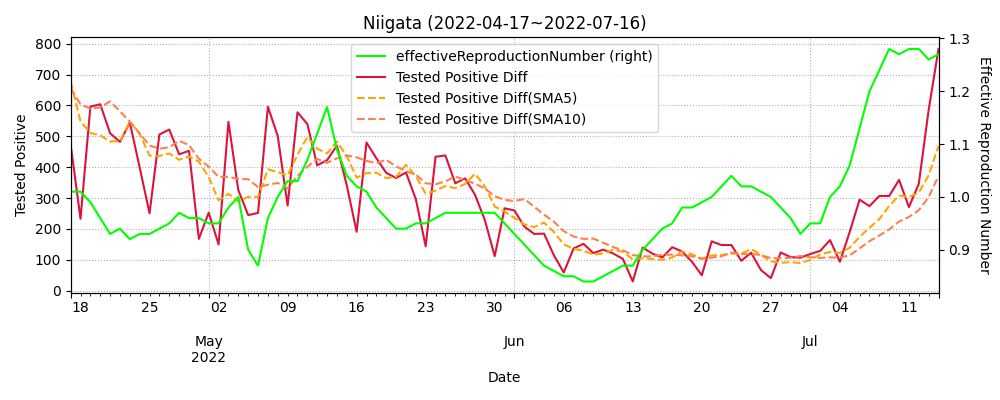 Niigata (2022-04-17~2022-07-16)
effectiveReproductionNumber (right)
Tested Positive Diff
Tested Positive Diff(SMA5)
Tested Positive Diff(SMA10)
Tested Positive
800
700
600
500
400
300
200
100
0
1.3
1.2
1.1
1.0
0.9
Effective Reproduction Number
18 25 02 09 16 23 30 06 13 20 27 04 11
May Jun Jul
2022
Date